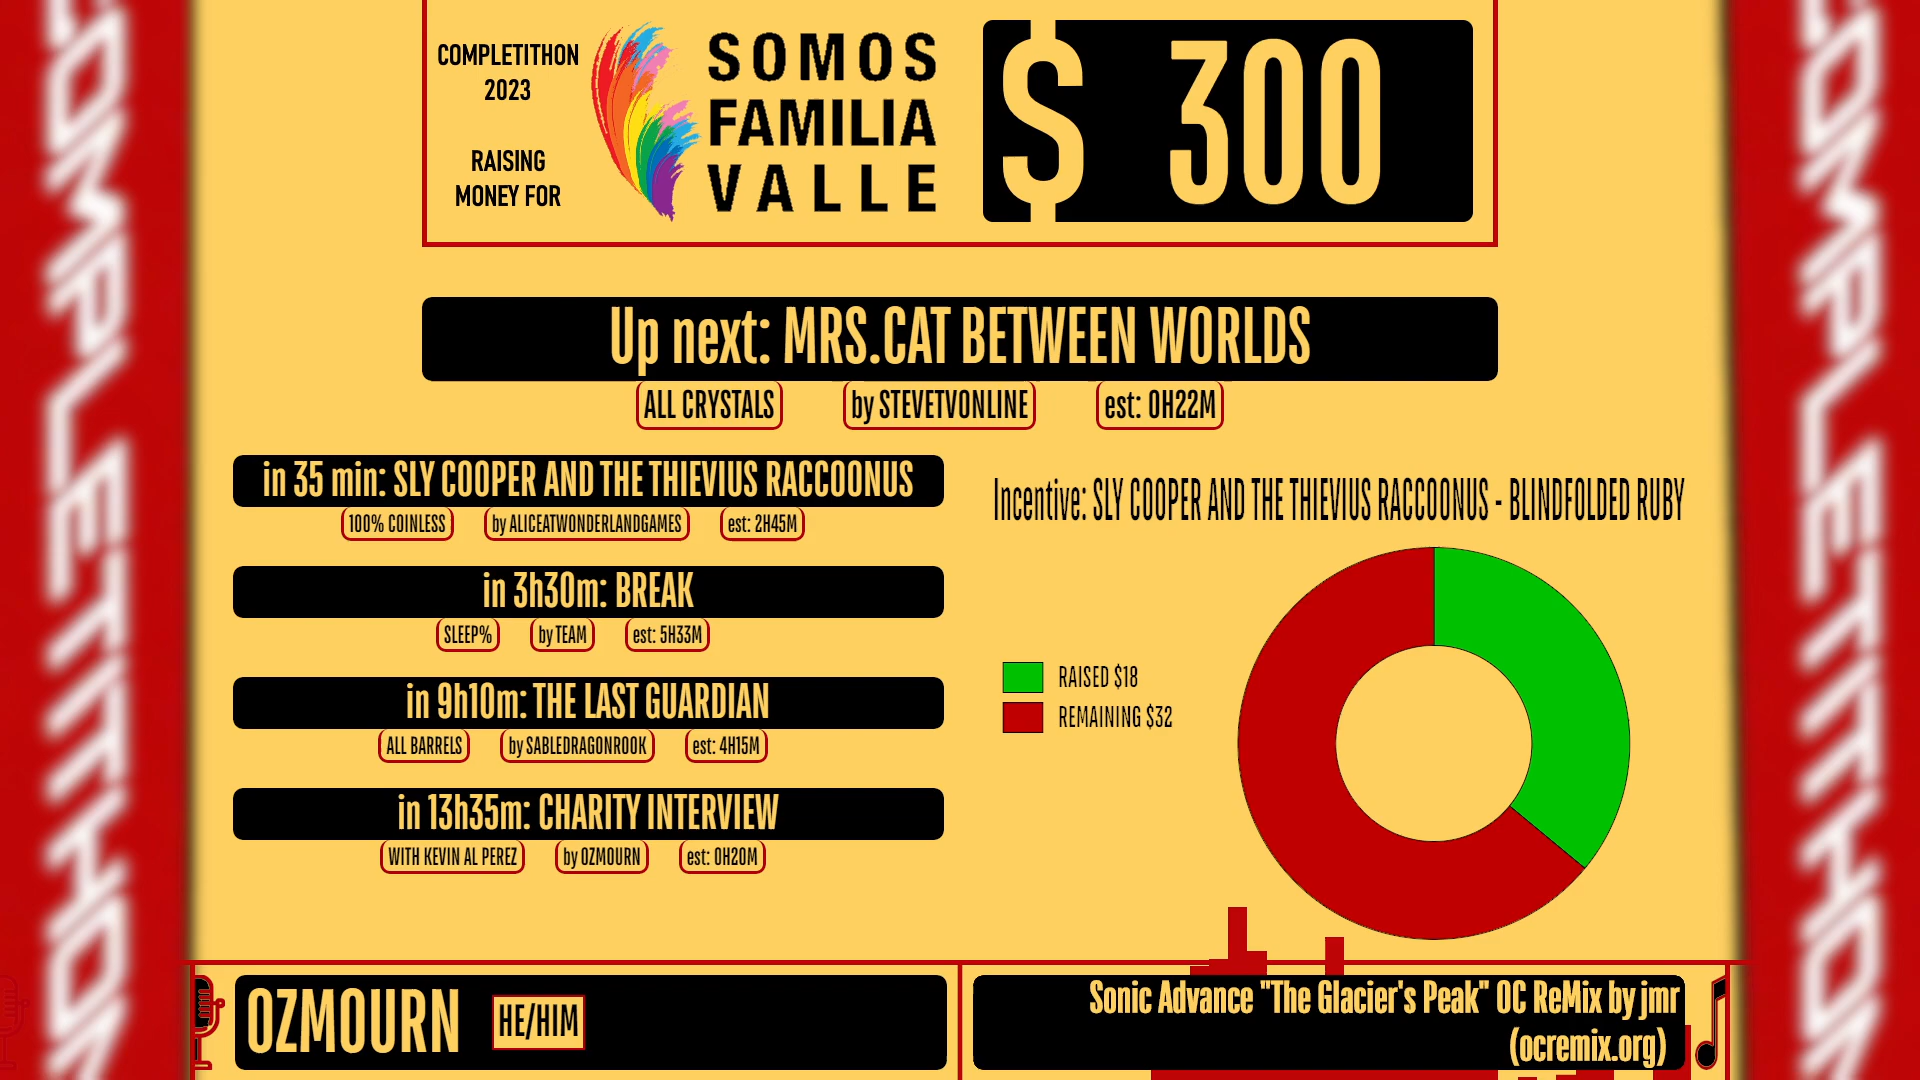 COMPLETITHON
2023
RAISING
MONEY FOR
SOMOS
FAMILIA
VALLE
$ 300
Up next: MRS.CAT BETWEEN WORLDS
ALL CRYSTALS by STEVETVONLINE est: 0H22M
in 35 min: SLY COOPER AND THE THIEVIUS RACCOONUS
100% COINLESS by ALICEATWONDERLANDGAMES est: 2H45M
in 3h30m: BREAK
SLEEP% by TEAM est: 5H33M
in 9h10m: THE LAST GUARDIAN
ALL BARRELS by SABLEDRAGONROOK est: 4H15M
in 13h35m: CHARITY INTERVIEW
WITH KEVIN AL PEREZ by OZMOURN est: 0H20M
Incentive: SLY COOPER AND THE THIEVIUS RACCOONUS - BLINDFOLDED RUBY
RAISED $18
REMAINING $32
OZMOURN HE/HIM
Sonic Advance "The Glacier's Peak" OC ReMix by jmr
(ocremix.org)
COMPLETITHON
COMPLETITHON